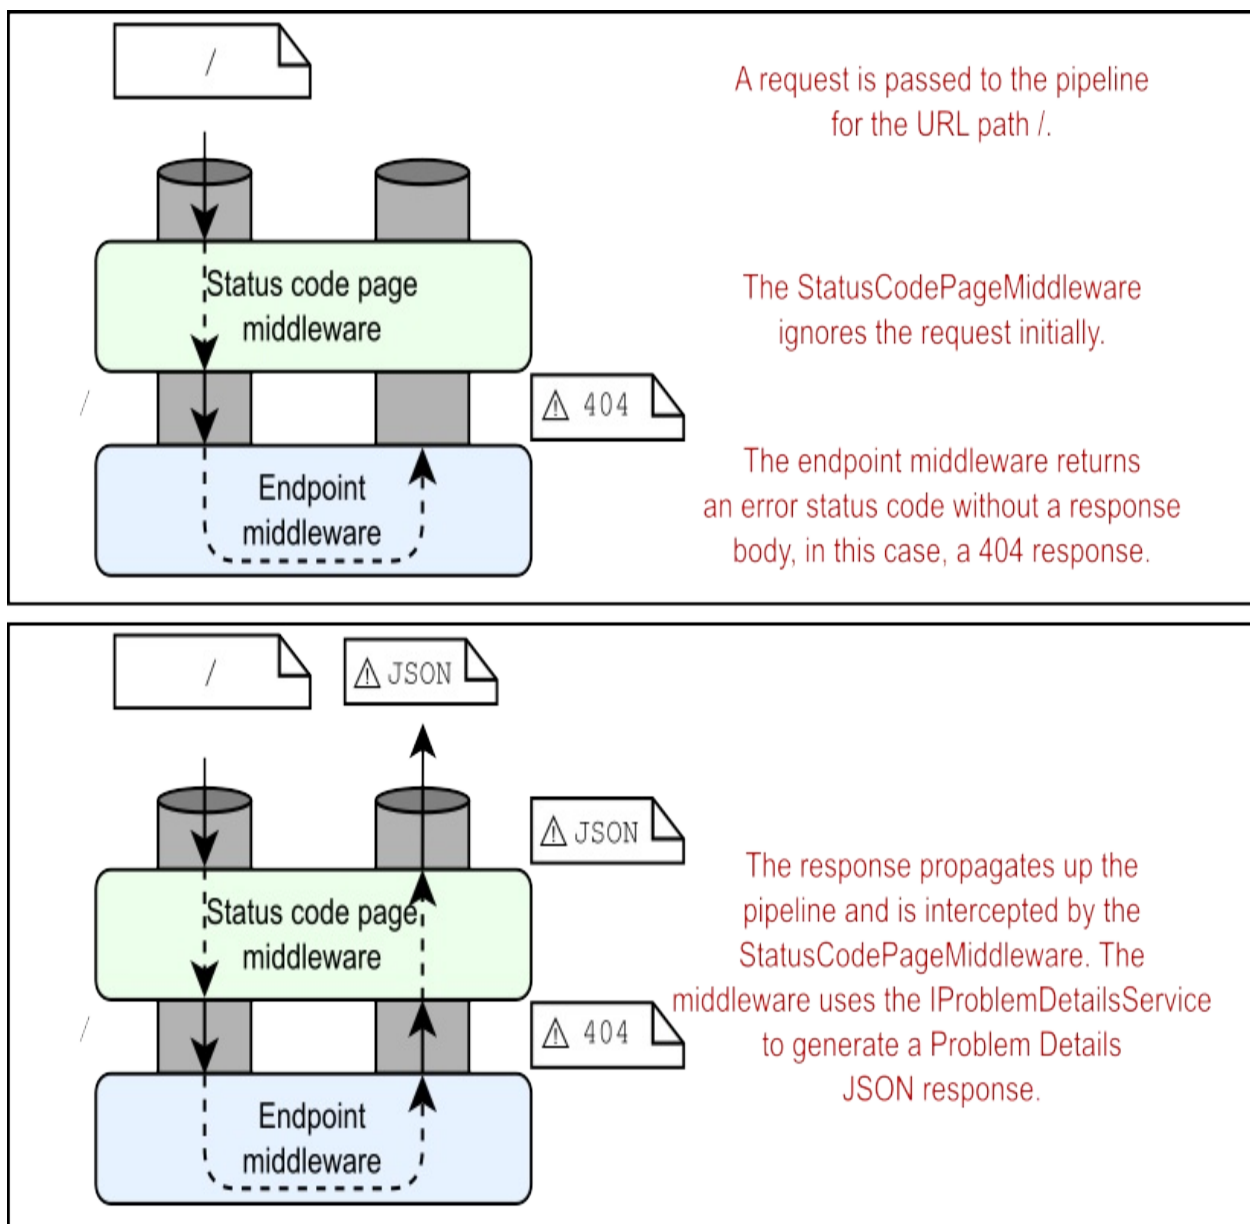 /
A request is passed to the pipeline
for the URL path /.
Status code page
middleware
The StatusCodePageMiddleware
ignores the request initially.
/
⚠ 404
Endpoint
middleware
The endpoint middleware returns
an error status code without a response
body, in this case, a 404 response.
/
⚠ JSON
⚠ JSON
Status code page
middleware
/
⚠ 404
Endpoint
middleware
The response propagates up the
pipeline and is intercepted by the
StatusCodePageMiddleware. The
middleware uses the IProblemDetailsService
to generate a Problem Details
JSON response.